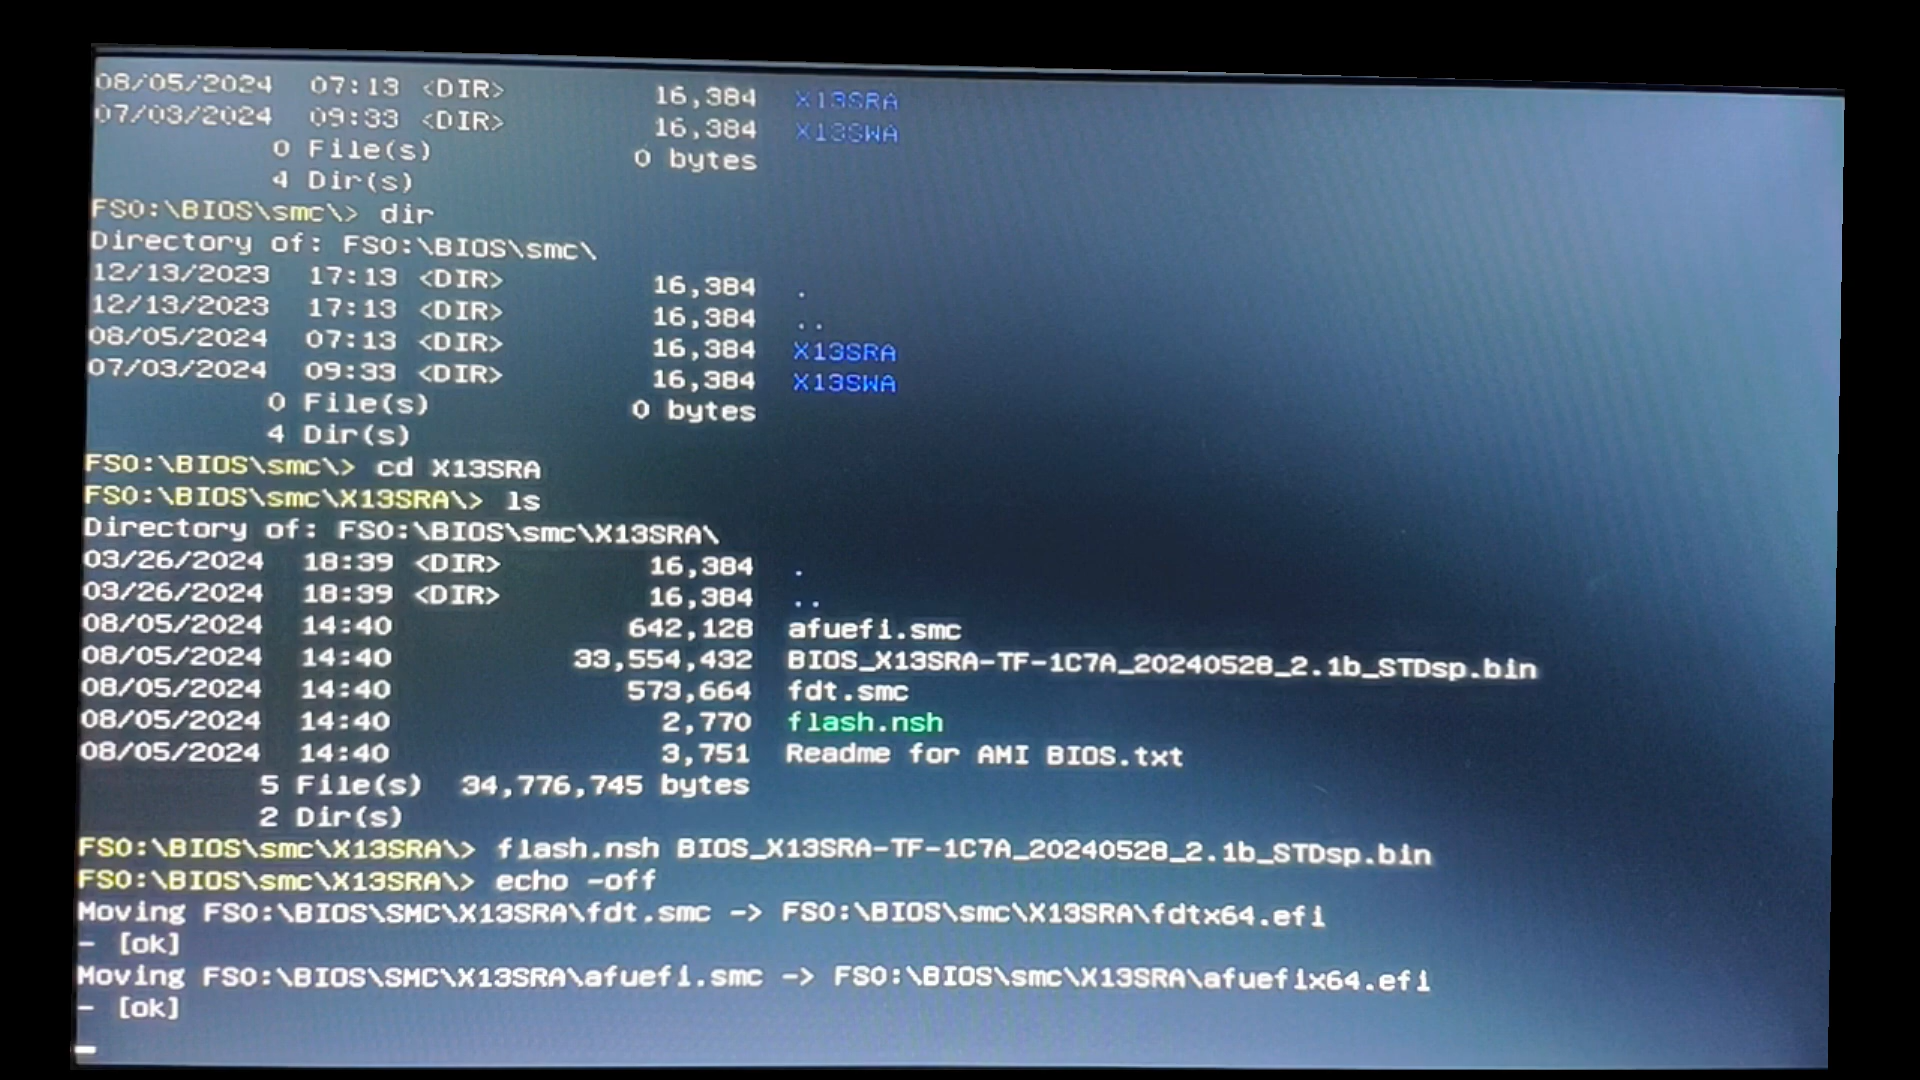 08/05/2024 07:13 <DIR> 16,384 X13SRA
07/03/2024 09:33 <DIR> 16,384 X13SWA
0 File(s) 0 bytes
4 Dir(s)
FS0:\BIOS\smc\> dir
Directory of: FS0:\BIOS\smc\
12/13/2023 17:13 <DIR> 16,384 .
12/13/2023 17:13 <DIR> 16,384 ..
08/05/2024 07:13 <DIR> 16,384 X13SRA
07/03/2024 09:33 <DIR> 16,384 X13SWA
0 File(s) 0 bytes
4 Dir(s)
FS0:\BIOS\smc\> cd X13SRA
FS0:\BIOS\smc\X13SRA\> ls
Directory of: FS0:\BIOS\smc\X13SRA\
03/26/2024 18:39 <DIR> 16,384 .
03/26/2024 18:39 <DIR> 16,384 ..
08/05/2024 14:40 642,128 afuefi.smc
08/05/2024 14:40 33,554,432 BIOS_X13SRA-TF-1C7A_20240528_2.1b_STDsp.bin
08/05/2024 14:40 573,664 fdt.smc
08/05/2024 14:40 2,770 flash.nsh
08/05/2024 14:40 3,751 Readme for AMI BIOS.txt
5 File(s) 34,776,745 bytes
2 Dir(s)
FS0:\BIOS\smc\X13SRA\> flash.nsh BIOS_X13SRA-TF-1C7A_20240528_2.1b_STDsp.bin
FS0:\BIOS\smc\X13SRA\> echo -off
Moving FS0:\BIOS\SMC\X13SRA\fdt.smc -> FS0:\BIOS\smc\X13SRA\fdtx64.efi
- [ok]
Moving FS0:\BIOS\SMC\X13SRA\afuefi.smc -> FS0:\BIOS\smc\X13SRA\afuefix64.efi
- [ok]